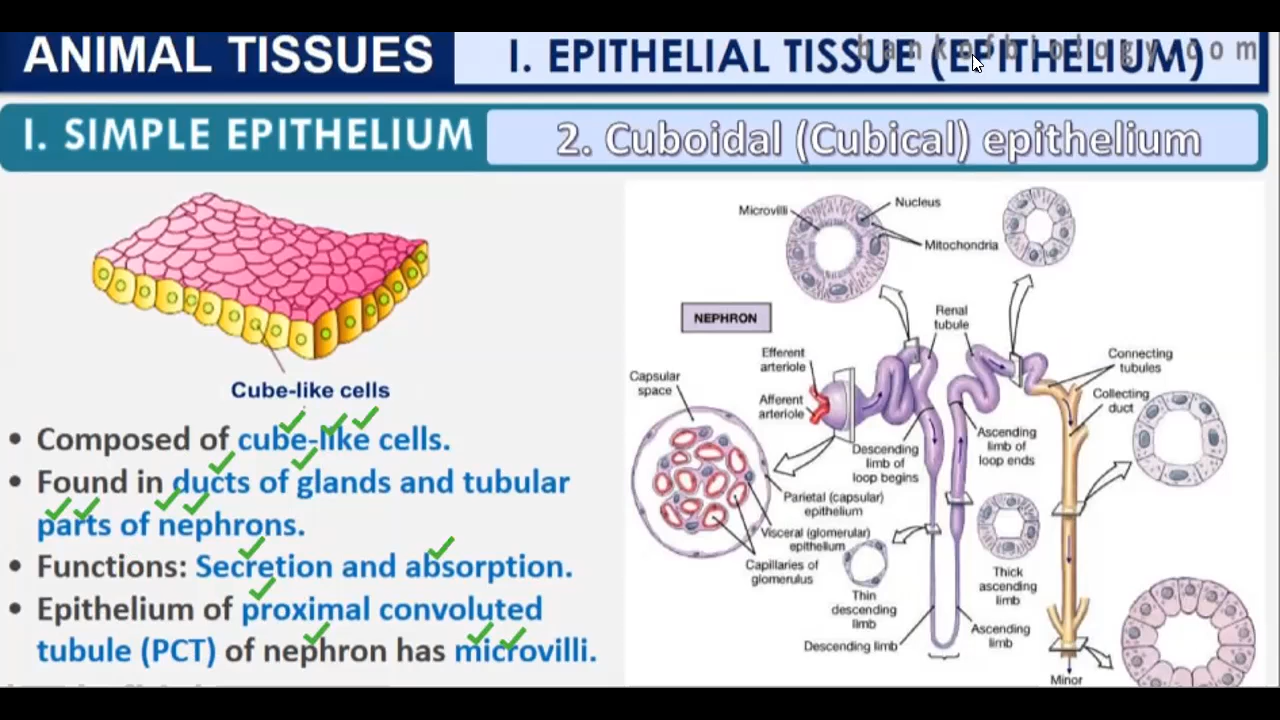 ANIMAL TISSUES
I. EPITHELIAL TISSUE (EPITHELIUM)
bankofbiology.com
I. SIMPLE EPITHELIUM
2. Cuboidal (Cubical) epithelium
Cube-like cells
• Composed of cube-like cells.
• Found in ducts of glands and tubular
parts of nephrons.
• Functions: Secretion and absorption.
• Epithelium of proximal convoluted
tubule (PCT) of nephron has microvilli.
Microvilli
Nucleus
Mitochondria
NEPHRON
Renal
tubule
Efferent
arteriole
Capsular
space
Afferent
arteriole
Connecting
tubules
Collecting
duct
Descending
limb of
loop begins
Ascending
limb of
loop ends
Parietal (capsular)
epithelium
Visceral (glomerular)
epithelium
Capillaries of
glomerulus
Thin
descending
limb
Thick
ascending
limb
Descending limb
Ascending
limb
Minor